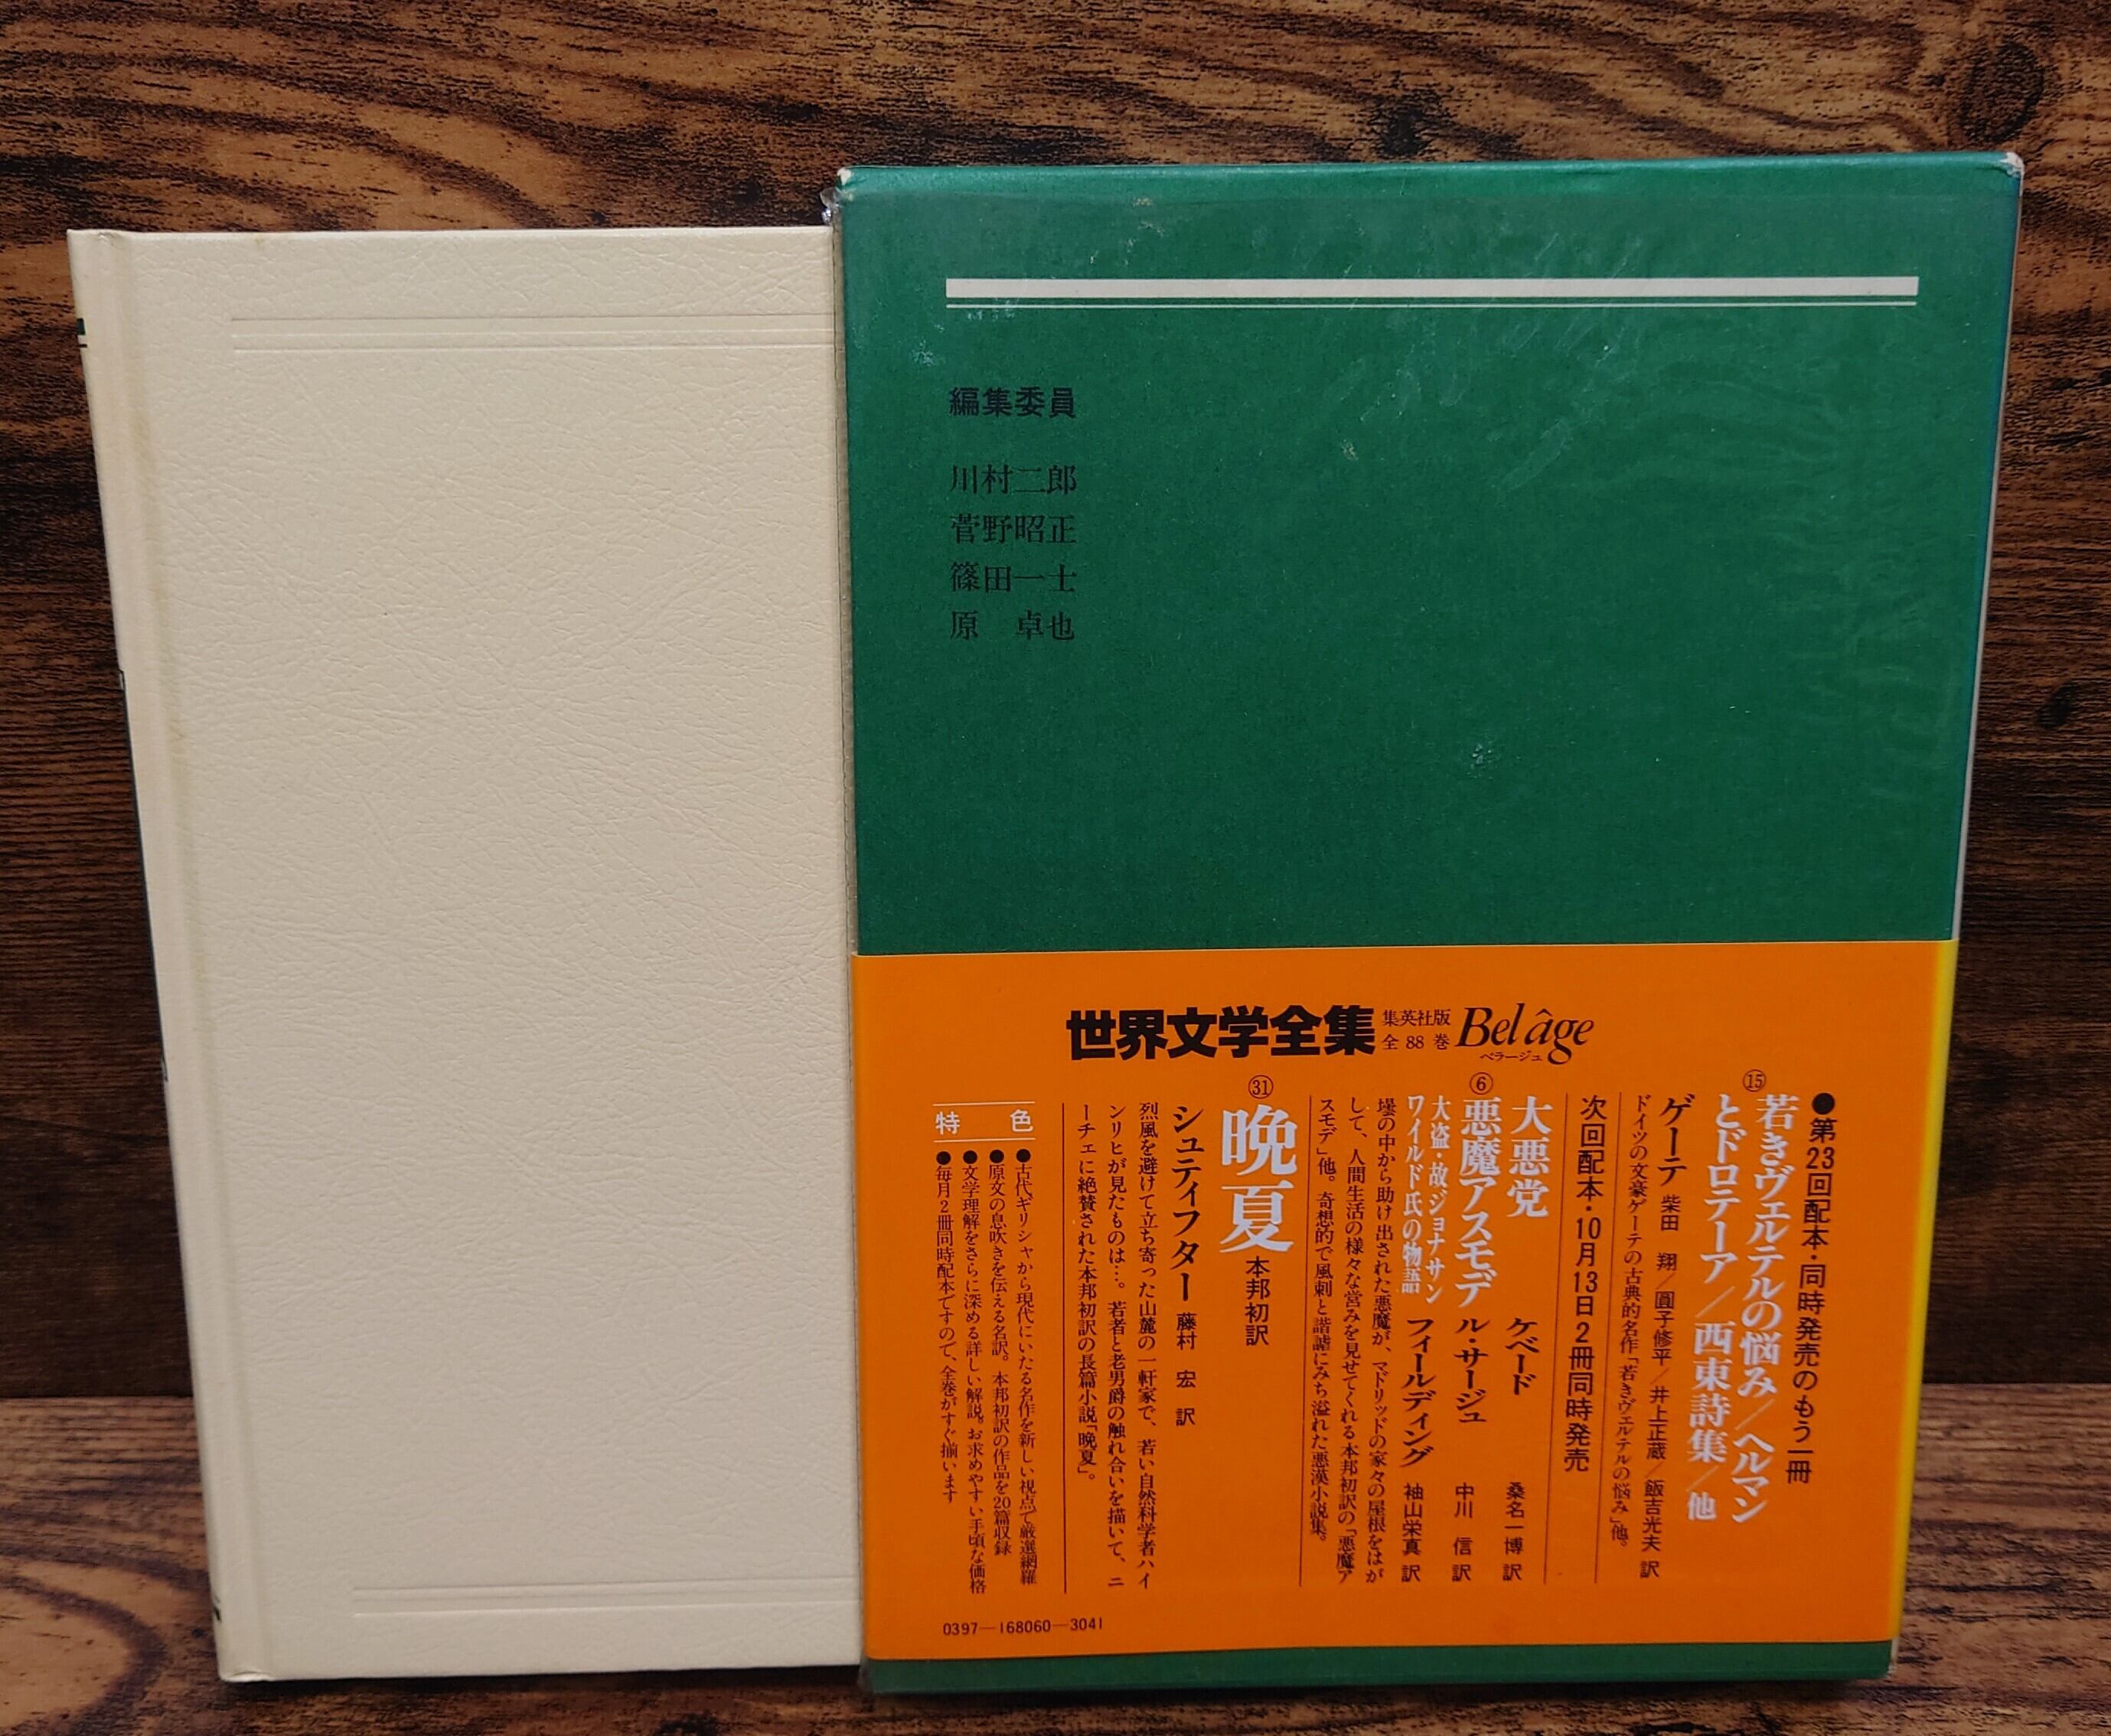 編集委員
川村二郎
菅野昭正
篠田一士
原 卓也
世界文学全集 集英社版 全88巻 Bel âge ベラージュ
●第23回配本・同時発売のもう一冊
⑮
若きヴェルテルの悩み／ヘルマン
とドロテーア／西東詩集／他
ゲーテ 柴田 翔／圓子修平／井上正蔵／飯吉光夫 訳
ドイツの文豪ゲーテの古典的名作「若きヴェルテルの悩み」他。
次回配本・10月13日2冊同時発売
⑥
大悪党 ケベード 桑名一博 訳
悪魔アスモデ ル・サージュ 中川 信 訳
大盗・故ジョナサン
ワイルド氏の物語 フィールディング 袖山栄真 訳
壜の中から助け出された悪魔が、マドリッドの家々の屋根をはが
して、人間生活の様々な営みを見せてくれる本邦初訳の「悪魔ア
スモデ」他。奇想的で風刺と諧謔にみち溢れた悪漢小説集。
㉛
晩夏 本邦初訳
シュティフター 藤村 宏 訳
烈風を避けて立ち寄った山麓の一軒家で、若い自然科学者ハイ
ンリヒが見たものは…。若者と老男爵の触れ合いを描いて、ニ
ーチェに絶賛された本邦初訳の長篇小説「晩夏」。
特色
●古代ギリシャから現代にいたる名作を新しい視点で厳選網羅
●原文の息吹きを伝える名訳。本邦初訳の作品を20篇収録
●文学理解をさらに深める詳しい解説。お求めやすい手頃な価格
●毎月2冊同時配本ですので、全巻がすぐ揃います
0397—168060—3041